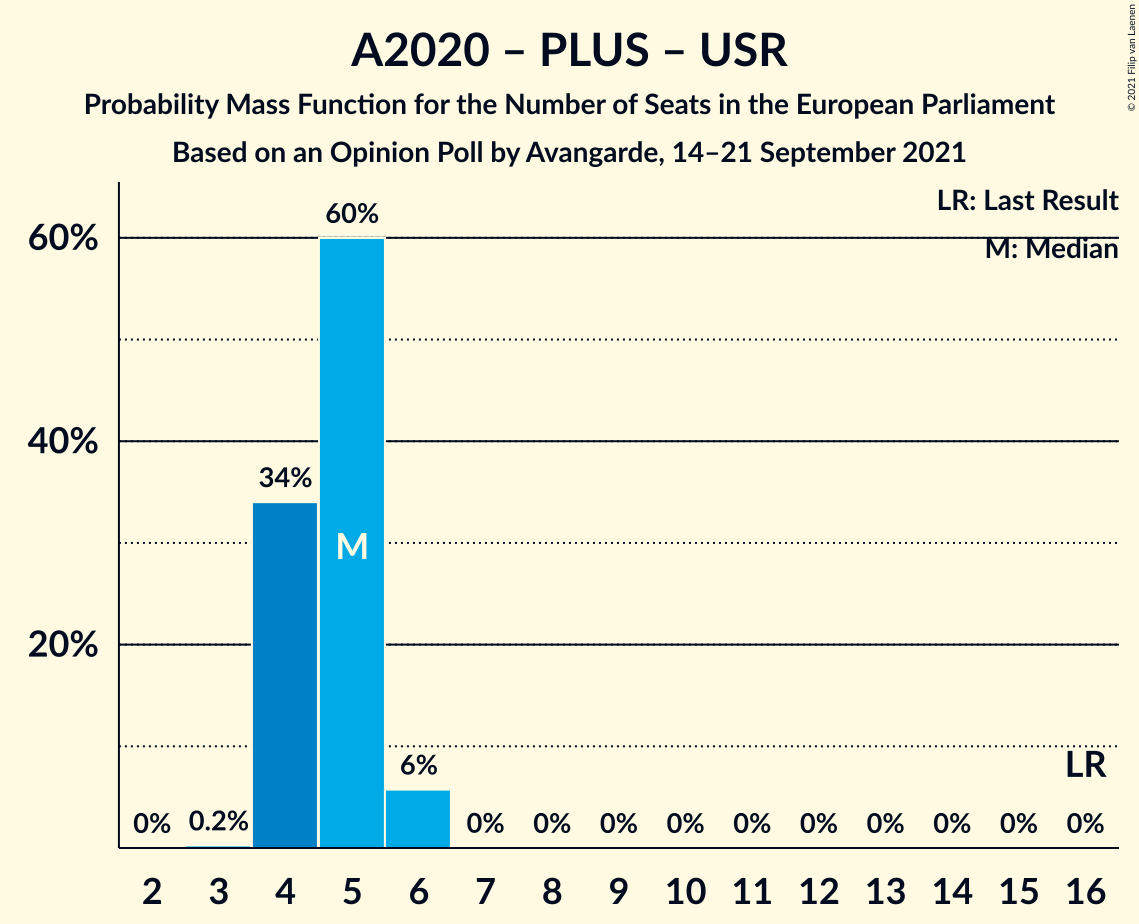 A2020 – PLUS – USR
Probability Mass Function for the Number of Seats in the European Parliament
Based on an Opinion Poll by Avangarde, 14–21 September 2021
© 2021 Filip van Laenen
LR: Last Result
M: Median
60%
40%
20%
0%
0.2%
34%
60%
M
6%
0%
0%
0%
0%
0%
0%
0%
0%
0%
0%
LR
2 3 4 5 6 7 8 9 10 11 12 13 14 15 16